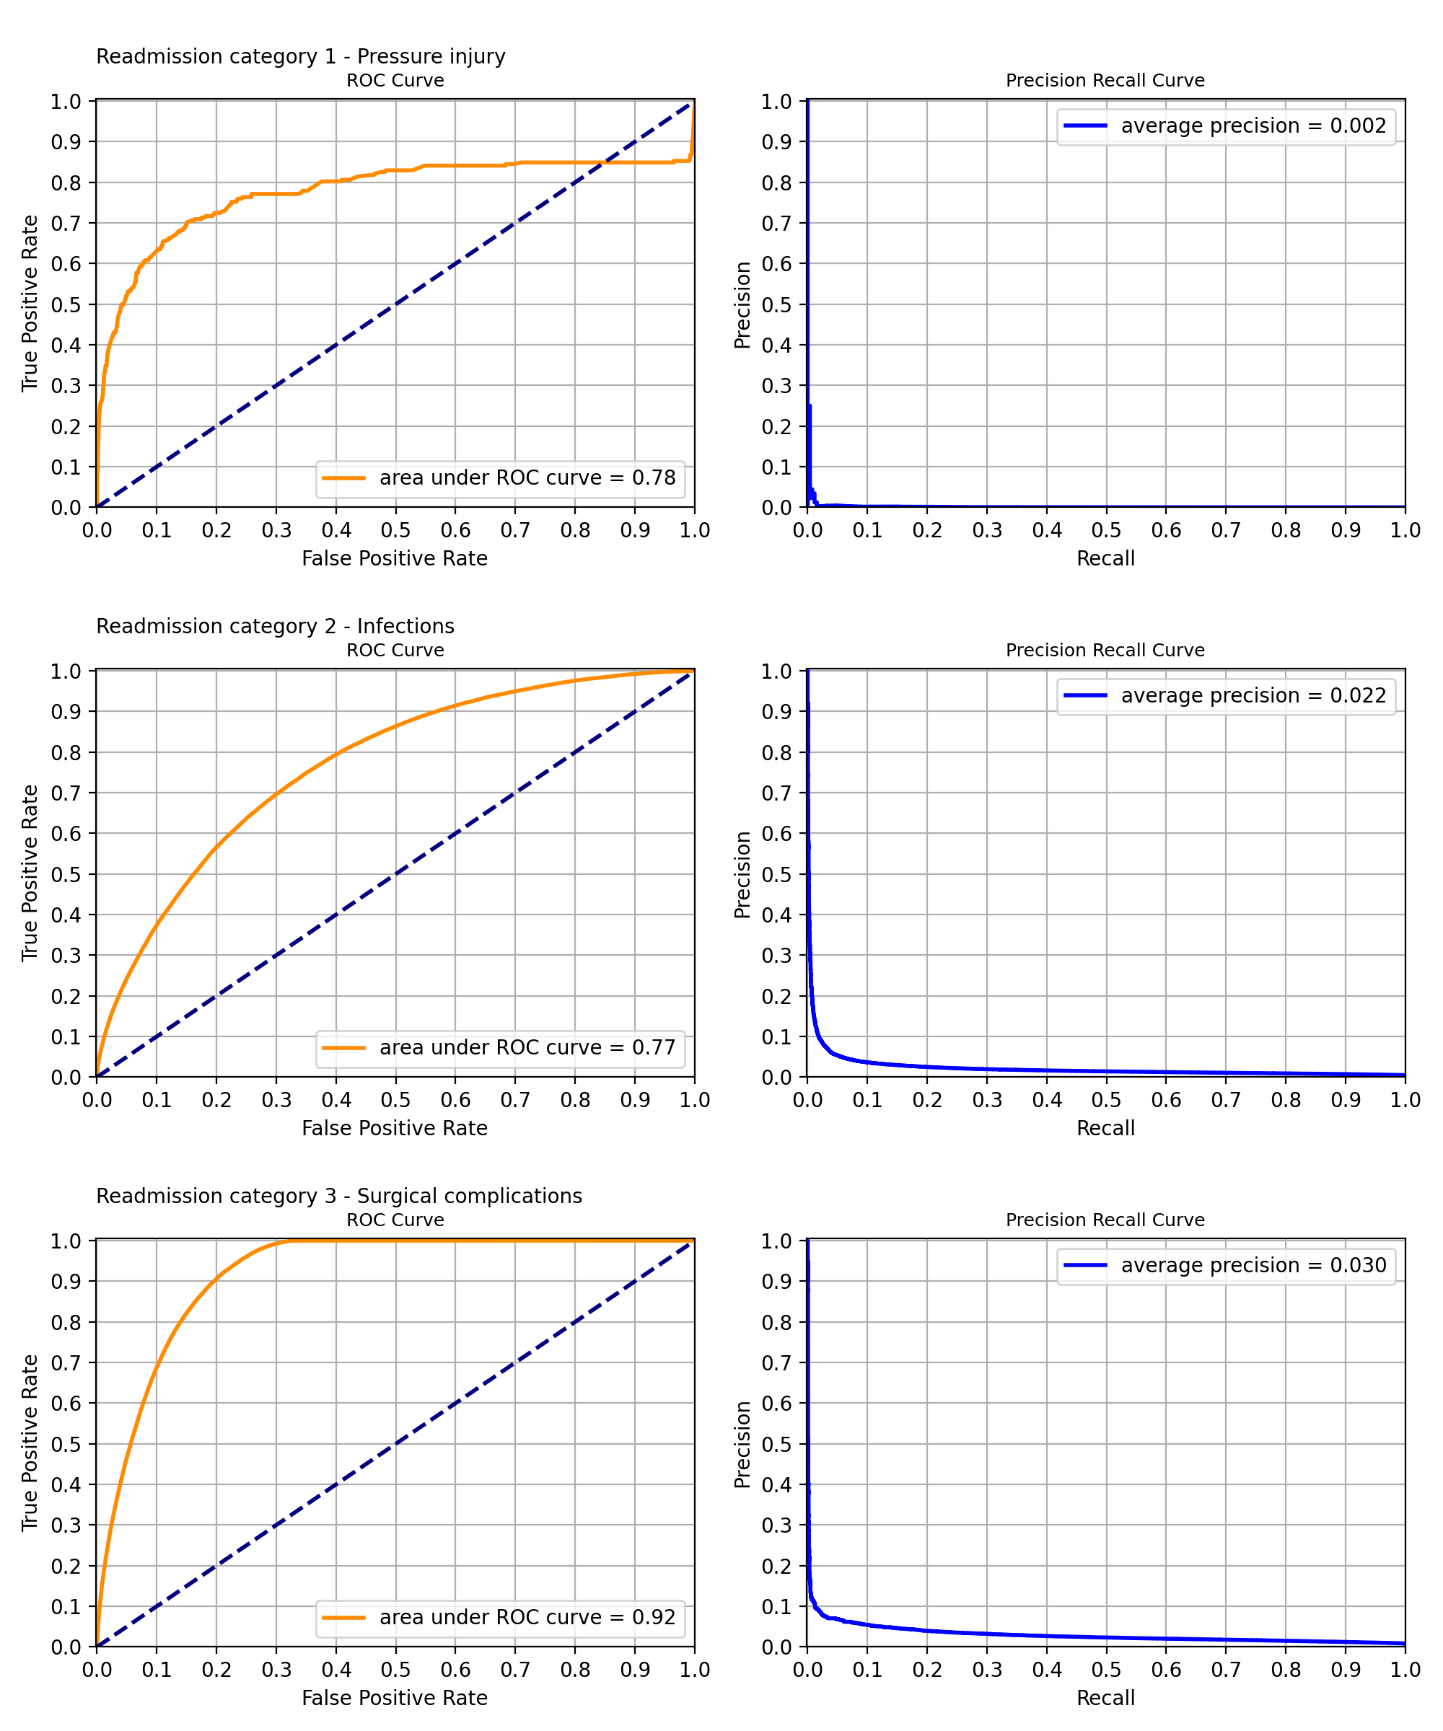 Readmission category 1 - Pressure injury
ROC Curve
1.0
0.9
0.8
0.7
0.6
0.5
0.4
0.3
0.2
0.1
0.0
True Positive Rate
area under ROC curve = 0.78
0.0 0.1 0.2 0.3 0.4 0.5 0.6 0.7 0.8 0.9 1.0
False Positive Rate
Precision Recall Curve
1.0
0.9
0.8
0.7
0.6
0.5
0.4
0.3
0.2
0.1
0.0
Precision
average precision = 0.002
0.0 0.1 0.2 0.3 0.4 0.5 0.6 0.7 0.8 0.9 1.0
Recall
Readmission category 2 - Infections
ROC Curve
1.0
0.9
0.8
0.7
0.6
0.5
0.4
0.3
0.2
0.1
0.0
True Positive Rate
area under ROC curve = 0.77
0.0 0.1 0.2 0.3 0.4 0.5 0.6 0.7 0.8 0.9 1.0
False Positive Rate
Precision Recall Curve
1.0
0.9
0.8
0.7
0.6
0.5
0.4
0.3
0.2
0.1
0.0
Precision
average precision = 0.022
0.0 0.1 0.2 0.3 0.4 0.5 0.6 0.7 0.8 0.9 1.0
Recall
Readmission category 3 - Surgical complications
ROC Curve
1.0
0.9
0.8
0.7
0.6
0.5
0.4
0.3
0.2
0.1
0.0
True Positive Rate
area under ROC curve = 0.92
0.0 0.1 0.2 0.3 0.4 0.5 0.6 0.7 0.8 0.9 1.0
False Positive Rate
Precision Recall Curve
1.0
0.9
0.8
0.7
0.6
0.5
0.4
0.3
0.2
0.1
0.0
Precision
average precision = 0.030
0.0 0.1 0.2 0.3 0.4 0.5 0.6 0.7 0.8 0.9 1.0
Recall